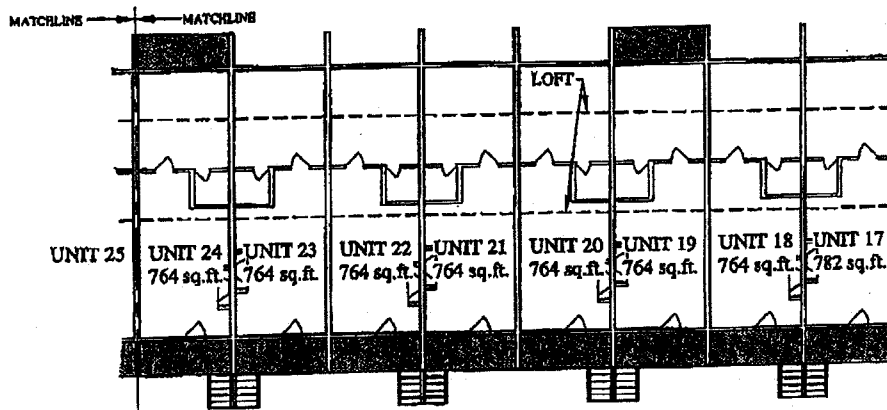 MATCHLINE
MATCHLINE
LOFT
UNIT 25
UNIT 24
764 sq.ft.
UNIT 23
764 sq.ft.
UNIT 22
764 sq.ft.
UNIT 21
764 sq.ft.
UNIT 20
764 sq.ft.
UNIT 19
764 sq.ft.
UNIT 18
764 sq.ft.
UNIT 17
782 sq.ft.